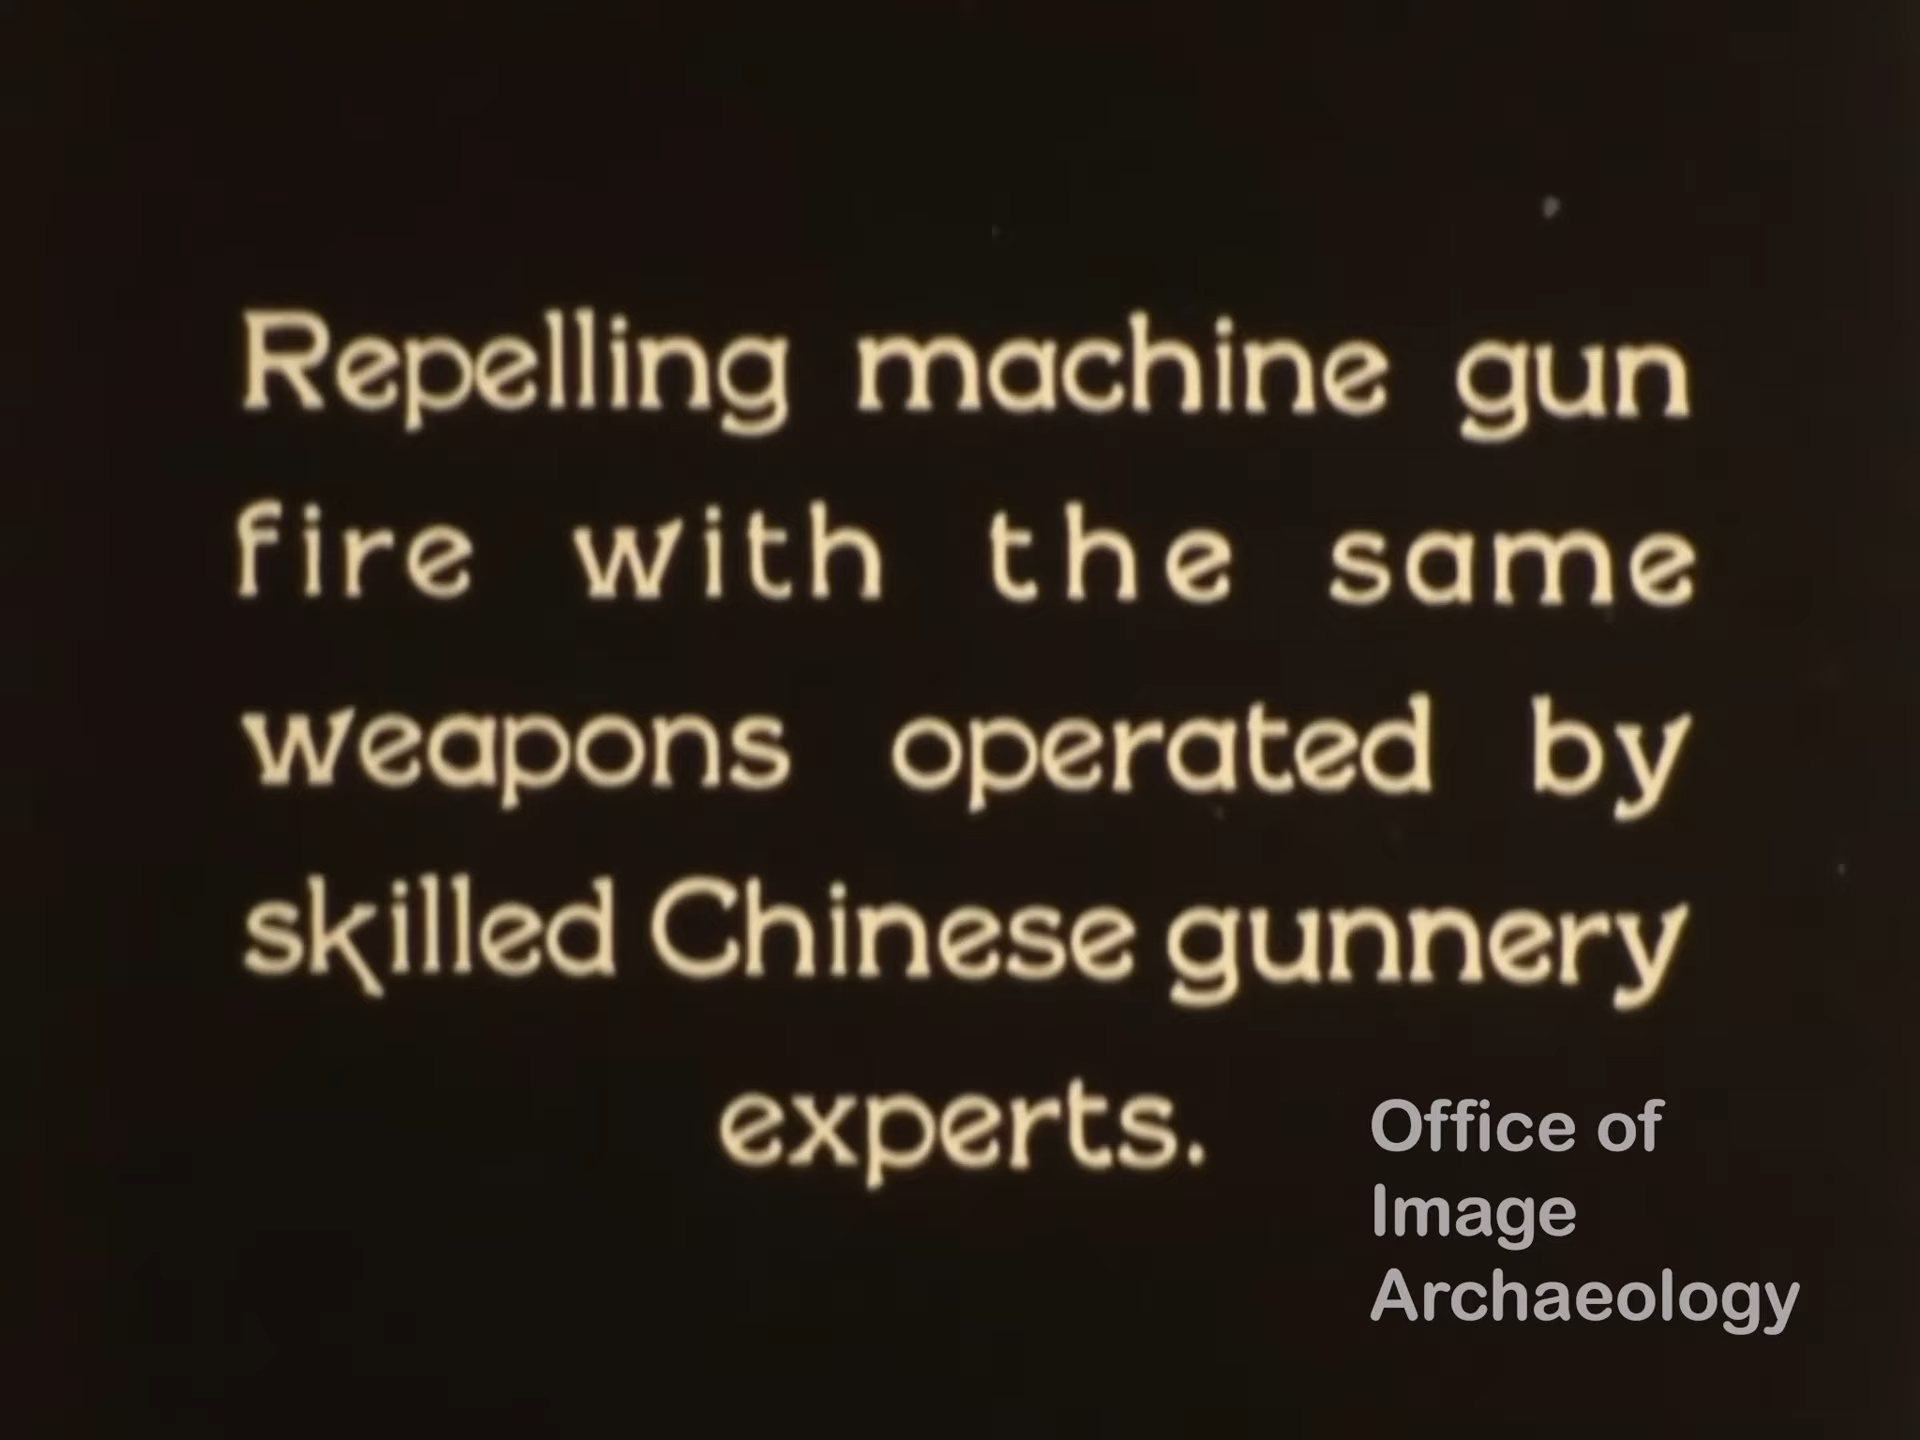 Repelling machine gun
fire with the same
weapons operated by
skilled Chinese gunnery
experts.
Office of
Image
Archaeology